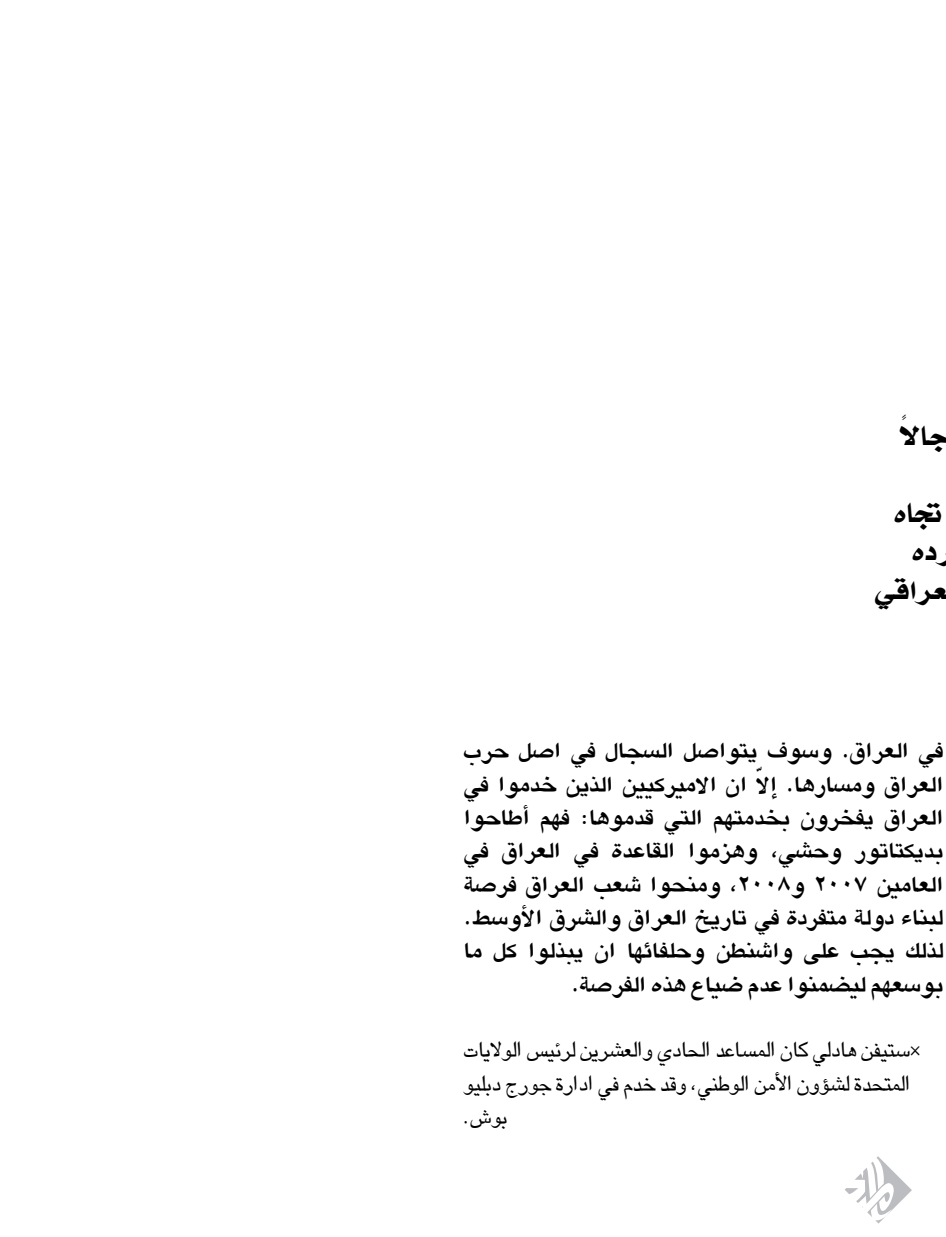 جالاً
تجاه
رده
عراقي
في العراق. وسوف يتواصل السجال في اصل حرب
العراق ومسارها. إلاّ ان الاميركيين الذين خدموا في
العراق يفخرون بخدمتهم التي قدموها: فهم أطاحوا
بديكتاتور وحشي، وهزموا القاعدة في العراق في
العامين ٢٠٠٧ و٢٠٠٨، ومنحوا شعب العراق فرصة
لبناء دولة متفردة في تاريخ العراق والشرق الأوسط.
لذلك يجب على واشنطن وحلفائها ان يبذلوا كل ما
بوسعهم ليضمنوا عدم ضياع هذه الفرصة.
×ستيفن هادلي كان المساعد الحادي والعشرين لرئيس الولايات
المتحدة لشؤون الأمن الوطني، وقد خدم في ادارة جورج دبليو
بوش.